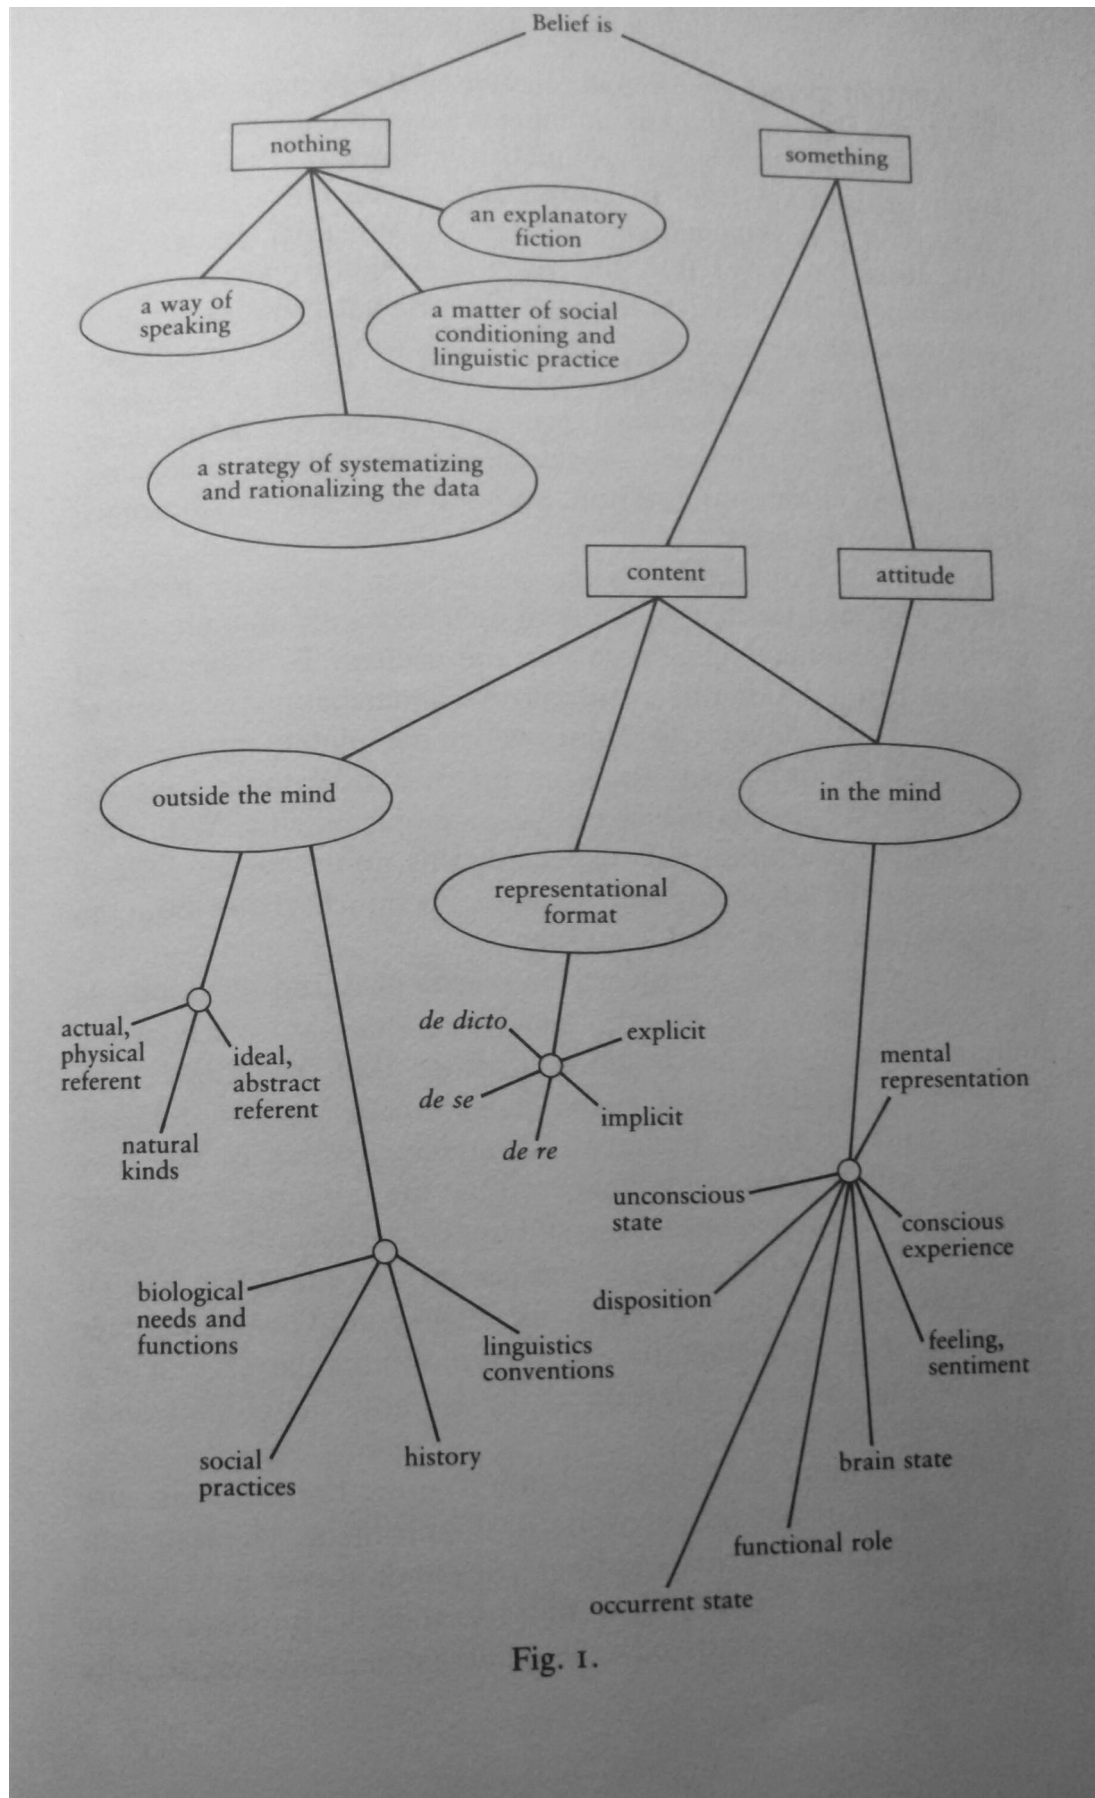 Belief is
nothing
something
an explanatory
fiction
a way of
speaking
a matter of social
conditioning and
linguistic practice
a strategy of systematizing
and rationalizing the data
content
attitude
outside the mind
in the mind
representational
format
actual,
physical
referent
ideal,
abstract
referent
natural
kinds
de dicto
explicit
de se
implicit
de re
mental
representation
unconscious
state
conscious
experience
disposition
feeling,
sentiment
biological
needs and
functions
linguistics
conventions
social
practices
history
brain state
functional role
occurrent state
Fig. 1.